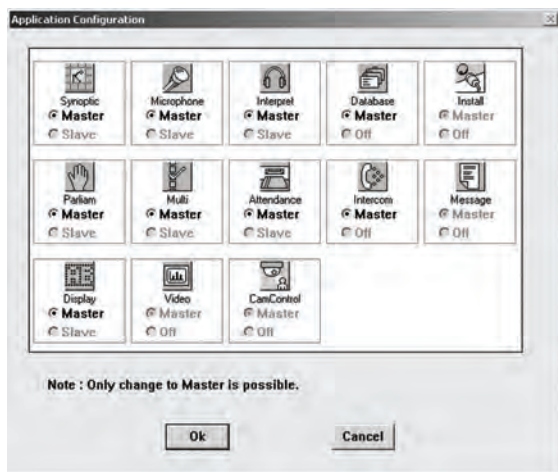 Application Configuration
Synoptic Microphone Interpret Database Install
Master Master Master Master Master
Slave Slave Slave Off Off
Parliam Multi Attendance Intercom Message
Master Master Master Master Master
Slave Slave Slave Off Off
Display Video CamControl
Master Master Master
Slave Off Off
Note : Only change to Master is possible.
Ok Cancel